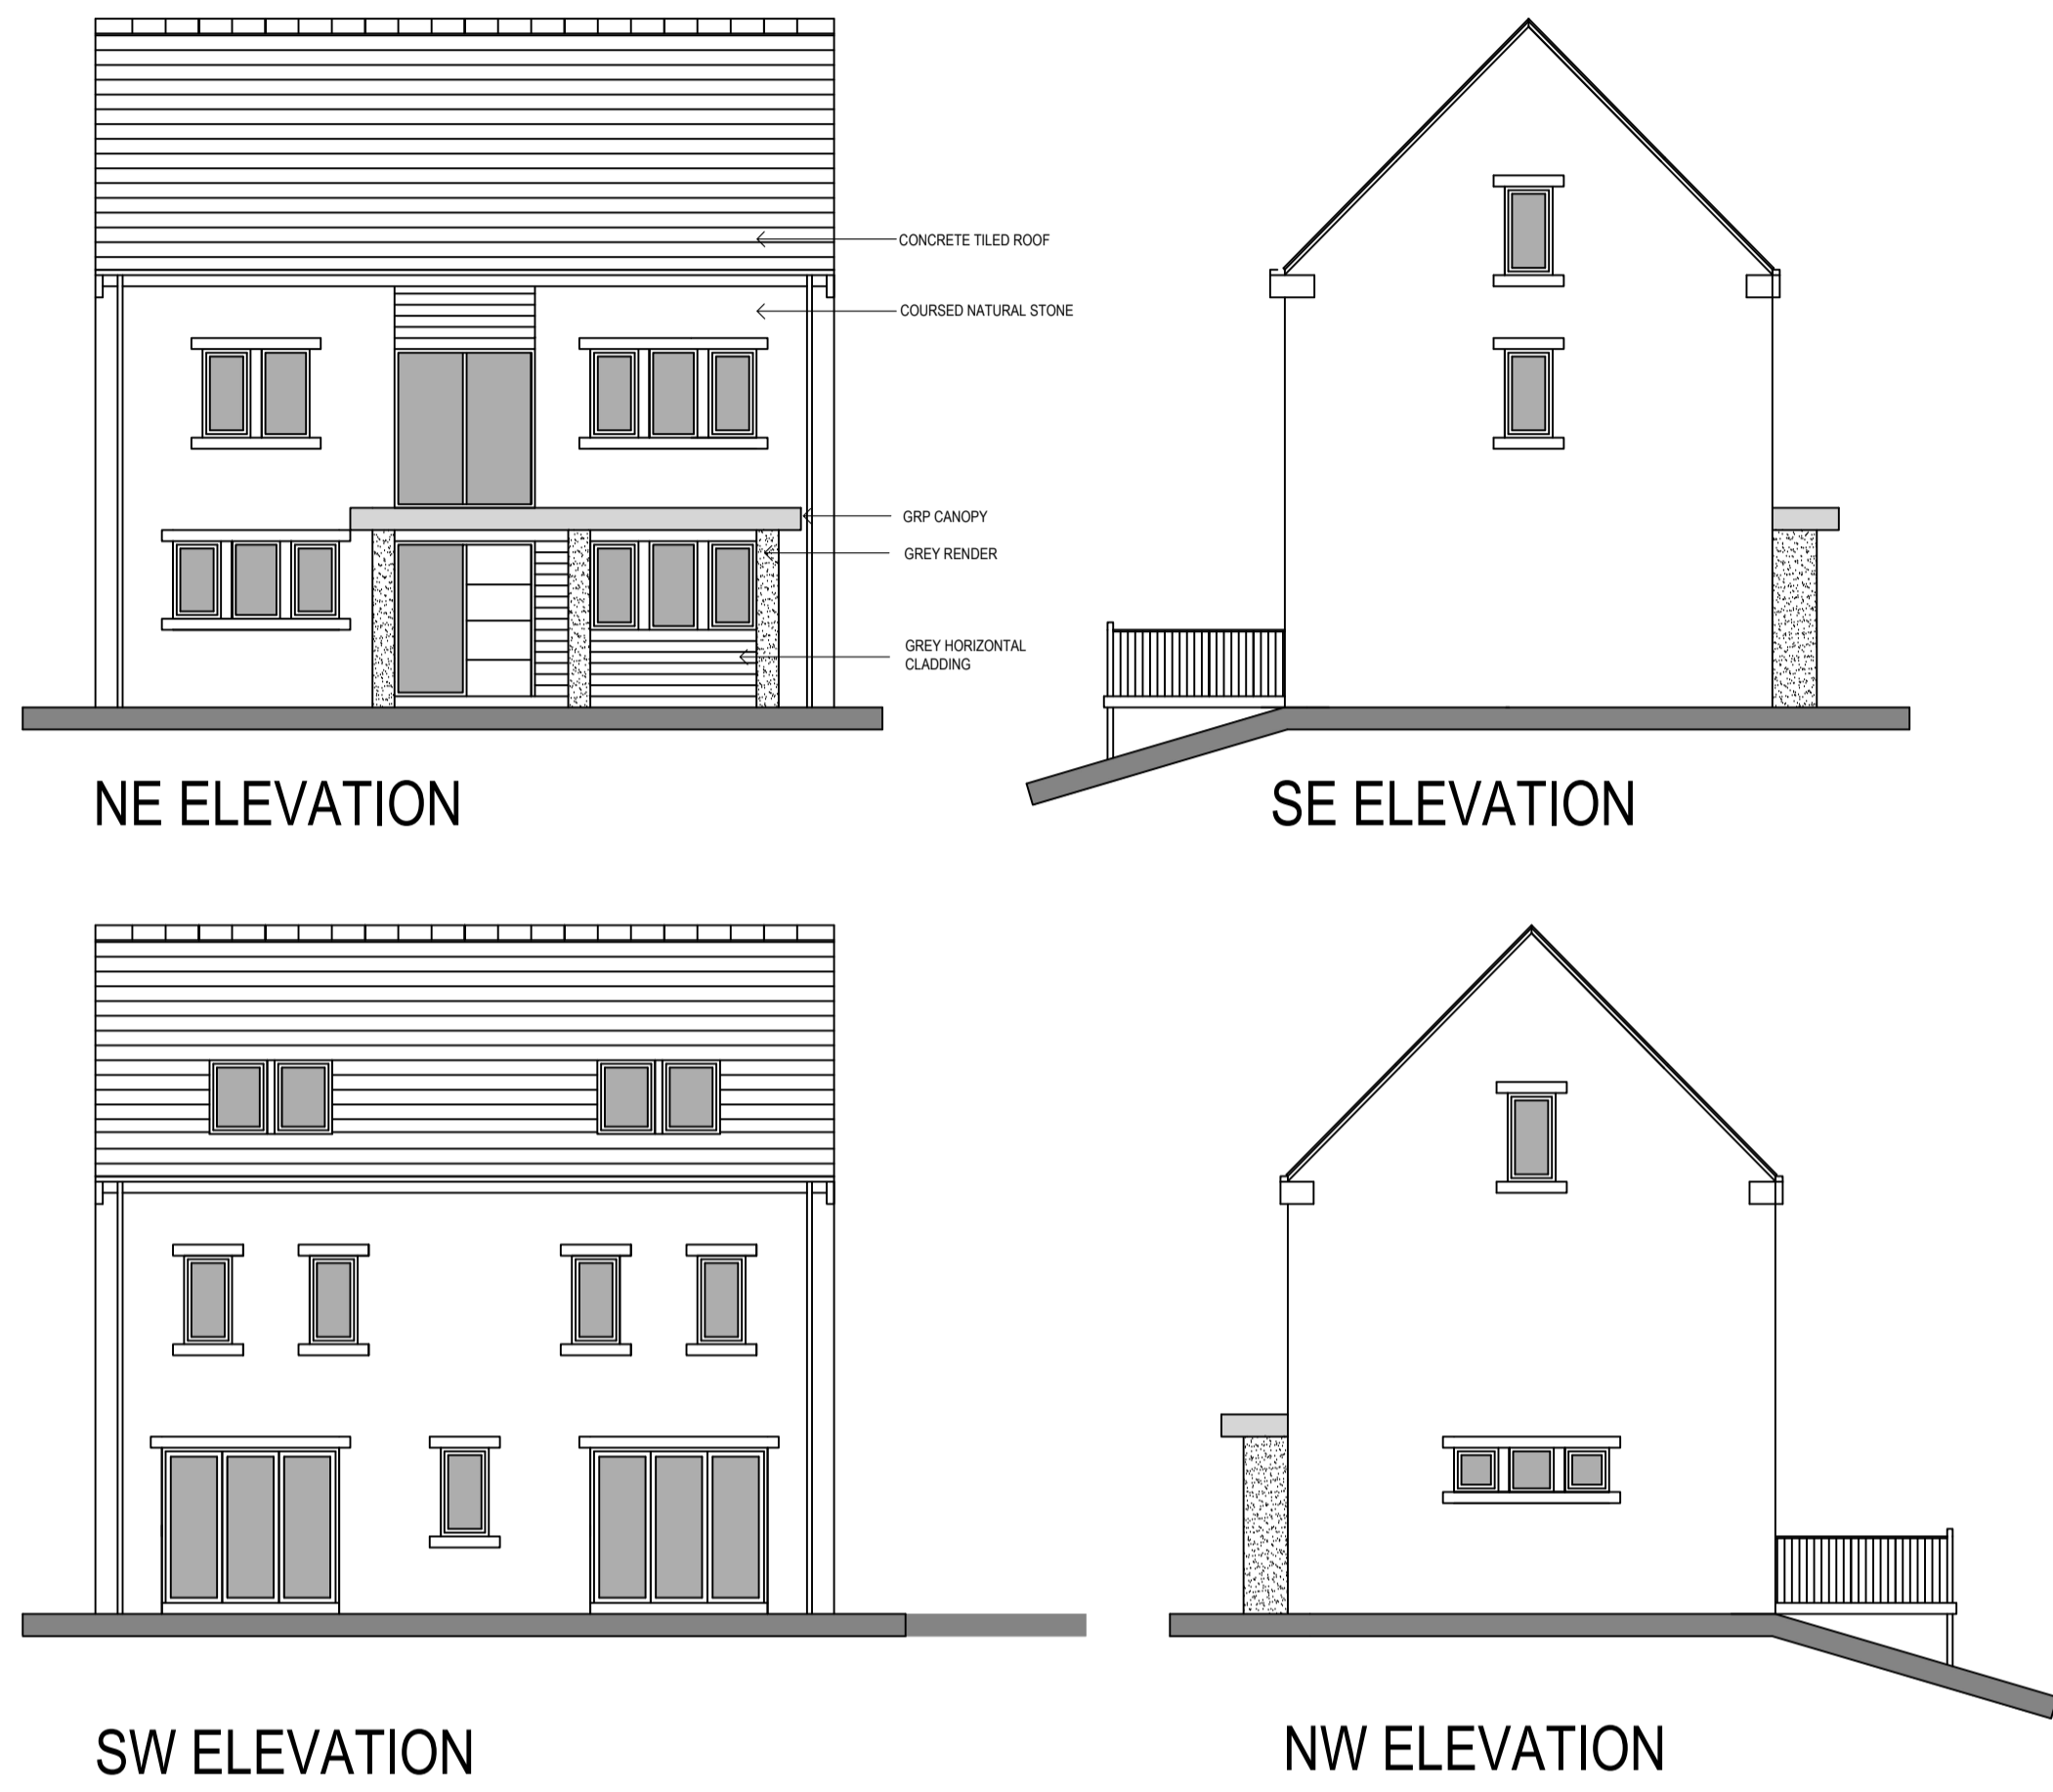 CONCRETE TILED ROOF
COURSED NATURAL STONE
GRP CANOPY
GREY RENDER
GREY HORIZONTAL
CLADDING
NE ELEVATION
SE ELEVATION
SW ELEVATION
NW ELEVATION